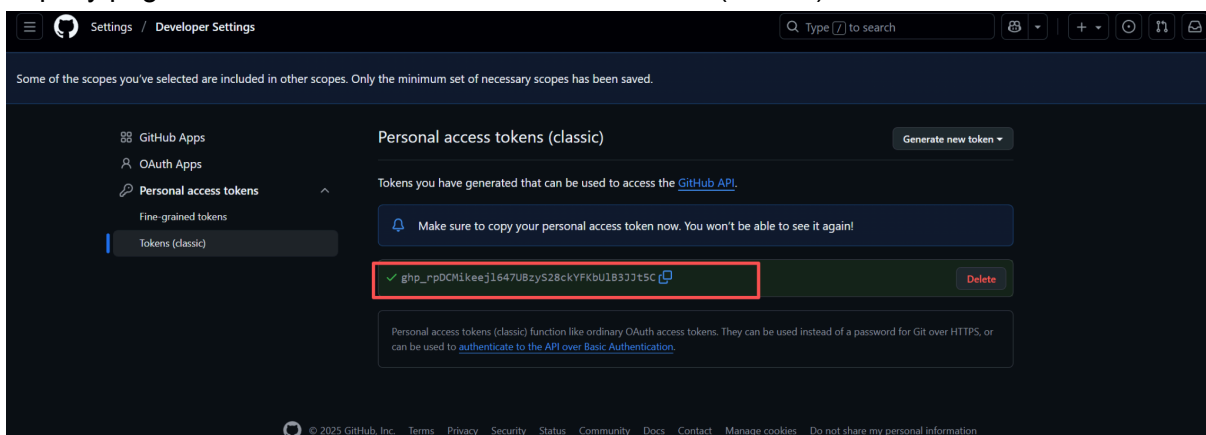 Settings / Developer Settings
Type / to search
Some of the scopes you've selected are included in other scopes. Only the minimum set of necessary scopes has been saved.
GitHub Apps
OAuth Apps
Personal access tokens
Fine-grained tokens
Tokens (classic)
Personal access tokens (classic)
Generate new token
Tokens you have generated that can be used to access the GitHub API.
Make sure to copy your personal access token now. You won't be able to see it again!
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
Delete
Personal access tokens (classic) function like ordinary OAuth access tokens. They can be used instead of a password for Git over HTTPS, or
can be used to authenticate to the API over Basic Authentication.
© 2025 GitHub, Inc. Terms Privacy Security Status Community Docs Contact Manage cookies Do not share my personal information